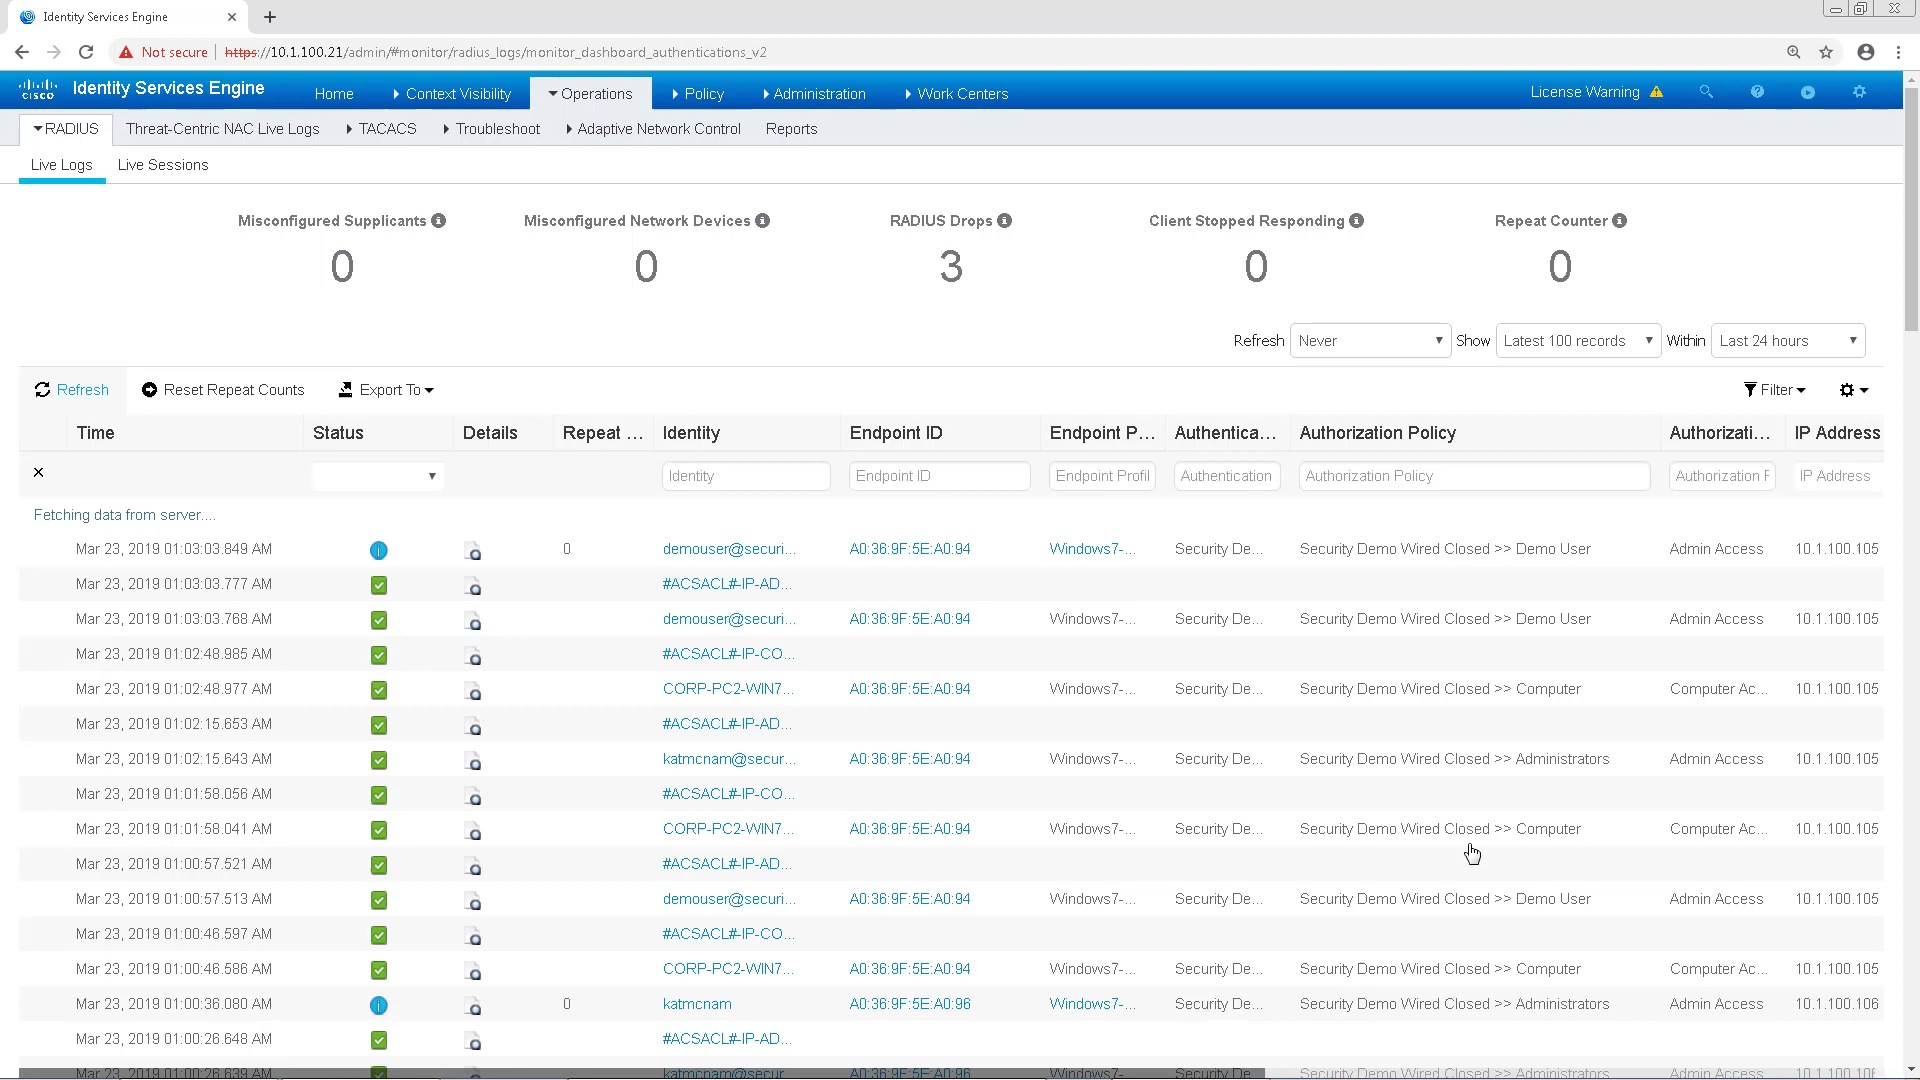 Identity Services Engine
Not secure https://10.1.100.21/admin/#monitor/radius_logs/monitor_dashboard_authentications_v2
CISCO Identity Services Engine Home Context Visibility Operations Policy Administration Work Centers License Warning
RADIUS Threat-Centric NAC Live Logs TACACS Troubleshoot Adaptive Network Control Reports
Live Logs Live Sessions
Misconfigured Supplicants Misconfigured Network Devices RADIUS Drops Client Stopped Responding Repeat Counter
0 0 3 0 0
Refresh Never Show Latest 100 records Within Last 24 hours
Refresh Reset Repeat Counts Export To Filter
Time Status Details Repeat ... Identity Endpoint ID Endpoint P... Authentica... Authorization Policy Authorizati... IP Address
Identity Endpoint ID Endpoint Profil Authentication Authorization Policy Authorization F IP Address
Fetching data from server....
Mar 23, 2019 01:03:03.849 AM 0 demouser@securi... A0:36:9F:5E:A0:94 Windows7-... Security De... Security Demo Wired Closed >> Demo User Admin Access 10.1.100.105
Mar 23, 2019 01:03:03.777 AM #ACSACL#-IP-AD...
Mar 23, 2019 01:03:03.768 AM demouser@securi... A0:36:9F:5E:A0:94 Windows7-... Security De... Security Demo Wired Closed >> Demo User Admin Access 10.1.100.105
Mar 23, 2019 01:02:48.985 AM #ACSACL#-IP-CO...
Mar 23, 2019 01:02:48.977 AM CORP-PC2-WIN7... A0:36:9F:5E:A0:94 Windows7-... Security De... Security Demo Wired Closed >> Computer Computer Ac... 10.1.100.105
Mar 23, 2019 01:02:15.653 AM #ACSACL#-IP-AD...
Mar 23, 2019 01:02:15.643 AM katmcnam@secur... A0:36:9F:5E:A0:94 Windows7-... Security De... Security Demo Wired Closed >> Administrators Admin Access 10.1.100.105
Mar 23, 2019 01:01:58.056 AM #ACSACL#-IP-CO...
Mar 23, 2019 01:01:58.041 AM CORP-PC2-WIN7... A0:36:9F:5E:A0:94 Windows7-... Security De... Security Demo Wired Closed >> Computer Computer Ac... 10.1.100.105
Mar 23, 2019 01:00:57.521 AM #ACSACL#-IP-AD...
Mar 23, 2019 01:00:57.513 AM demouser@securi... A0:36:9F:5E:A0:94 Windows7-... Security De... Security Demo Wired Closed >> Demo User Admin Access 10.1.100.105
Mar 23, 2019 01:00:46.597 AM #ACSACL#-IP-CO...
Mar 23, 2019 01:00:46.586 AM CORP-PC2-WIN7... A0:36:9F:5E:A0:94 Windows7-... Security De... Security Demo Wired Closed >> Computer Computer Ac... 10.1.100.105
Mar 23, 2019 01:00:36.080 AM 0 katmcnam A0:36:9F:5E:A0:96 Windows7-... Security De... Security Demo Wired Closed >> Administrators Admin Access 10.1.100.106
Mar 23, 2019 01:00:26.648 AM #ACSACL#-IP-AD...
Mar 23, 2019 01:00:26.639 AM katmcnam@secur... A0:36:9F:5E:A0:96 Windows7-... Security De... Security Demo Wired Closed >> Administrators Admin Access